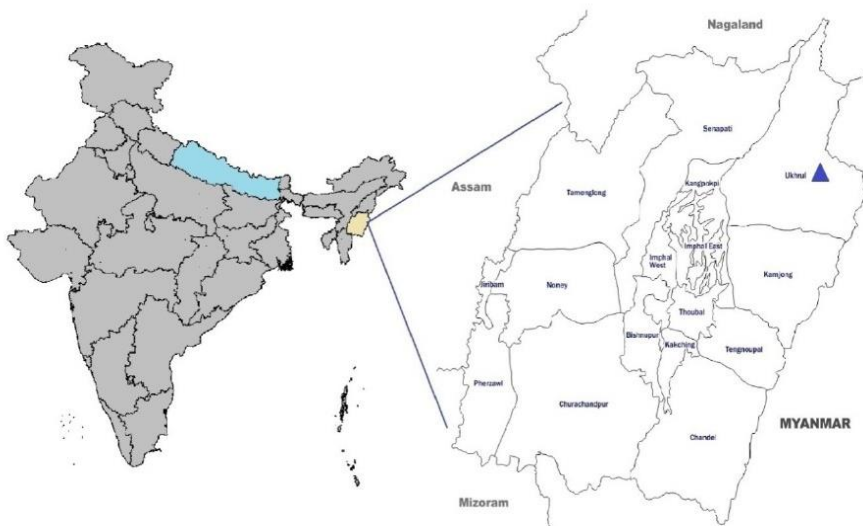 Nagaland
Senapati
Ukhrul
Assam
Kangpokpi
Tamenglong
Imphal East
Imphal
West
Kamjong
Jiribam
Noney
Thoubal
Bishnupur
Kakching
Tengnoupal
Pherzawl
Churachandpur
MYANMAR
Chandel
Mizoram